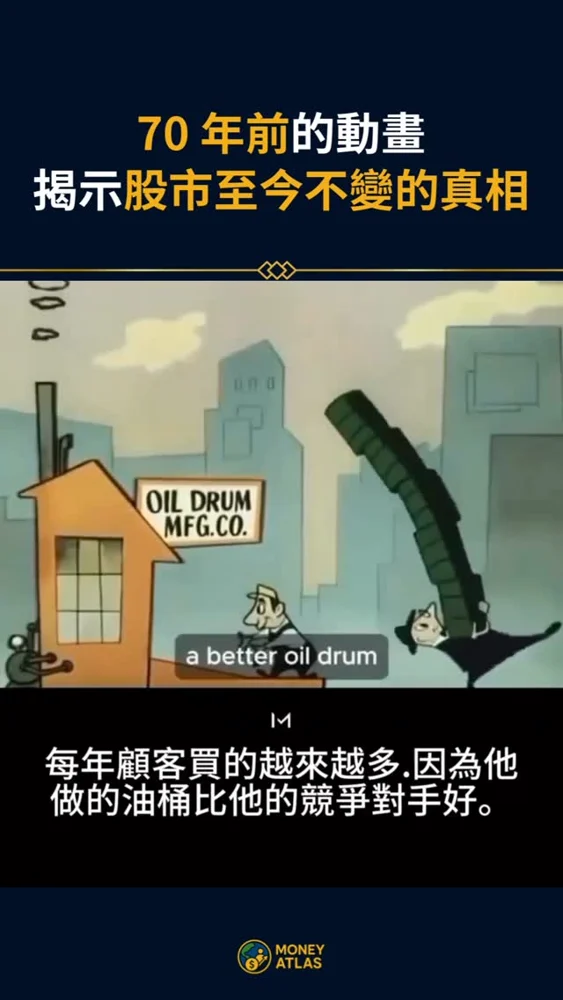 70 年前的動畫
揭示股市至今不變的真相
OIL DRUM
MFG.CO.
a better oil drum
每年顧客買的越來越多.因為他
做的油桶比他的競爭對手好。
MONEY
ATLAS